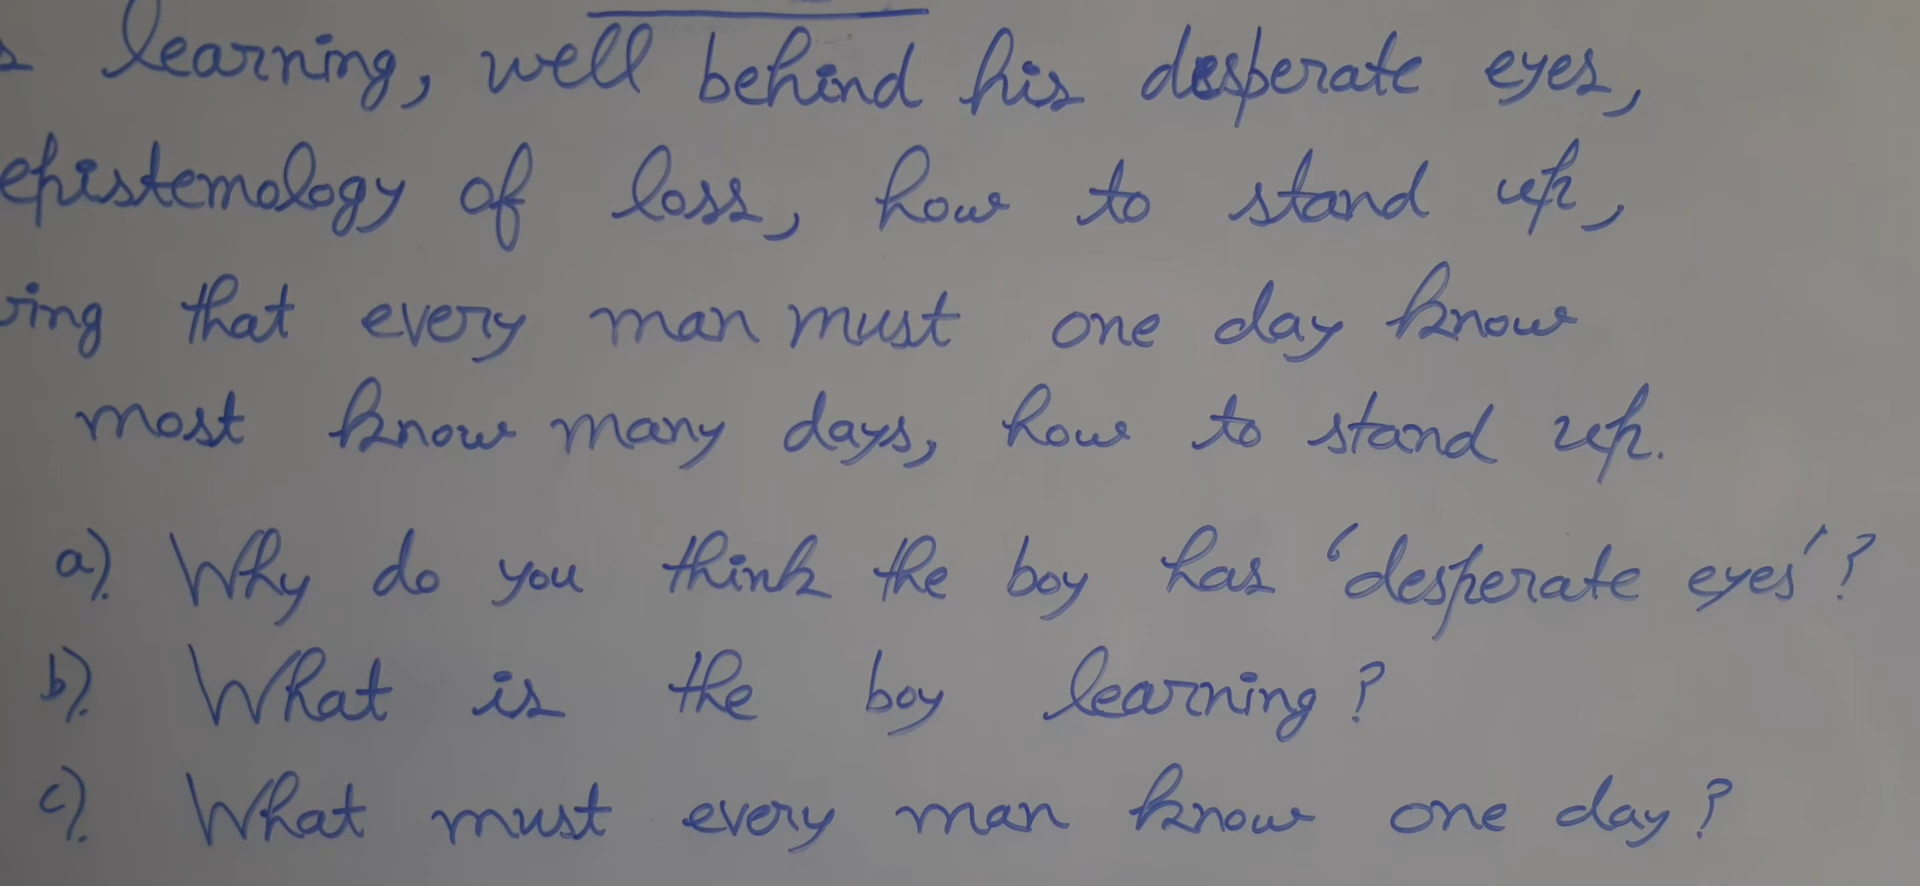 learning, well behind his desperate eyes,
epistemology of loss, how to stand up,
that every man must one day know
most know many days, how to stand up.
a). Why do you think the boy has 'desperate eyes'?
b). What is the boy learning?
c). What must every man know one day?